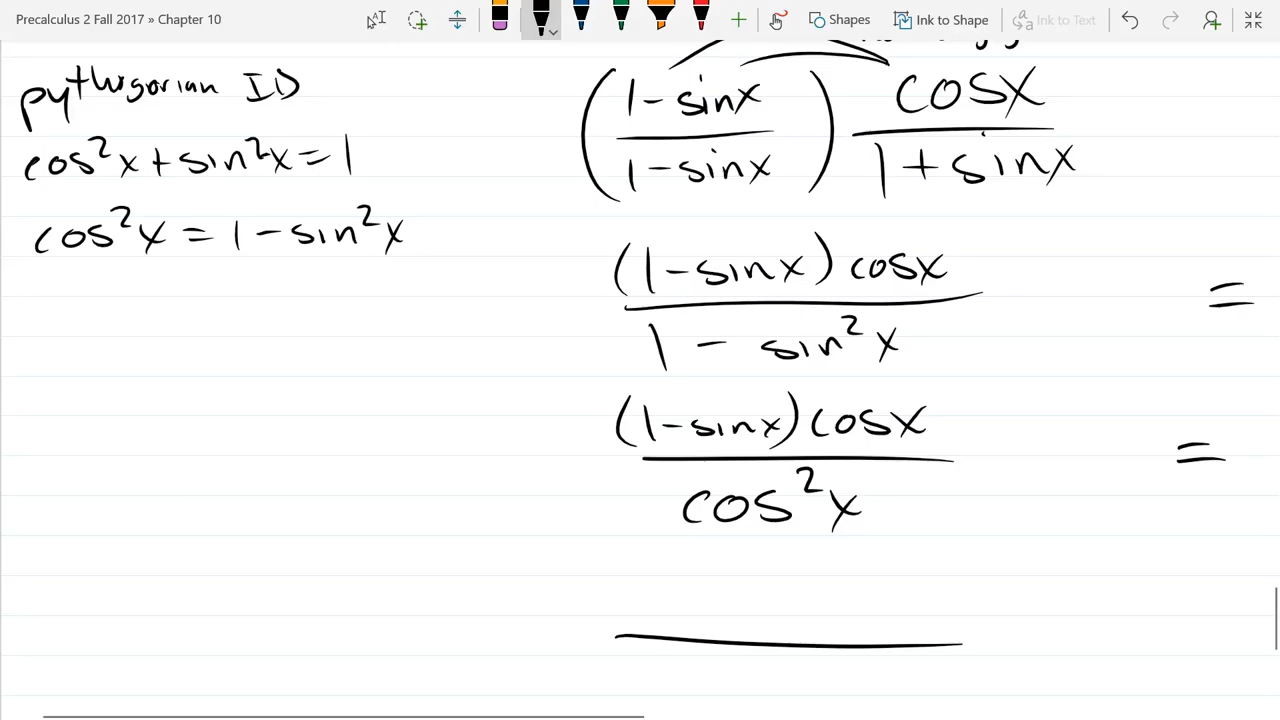 Precalculus 2 Fall 2017 » Chapter 10
Shapes
Ink to Shape
Ink to Text
pythigorian ID
cos²x + sin²x = 1
cos²x = 1 - sin²x
((1 - sinx)/(1 - sinx)) cosx/(1 + sinx)
(1 - sinx) cosx/(1 - sin²x) =
(1 - sinx) cosx/cos²x =